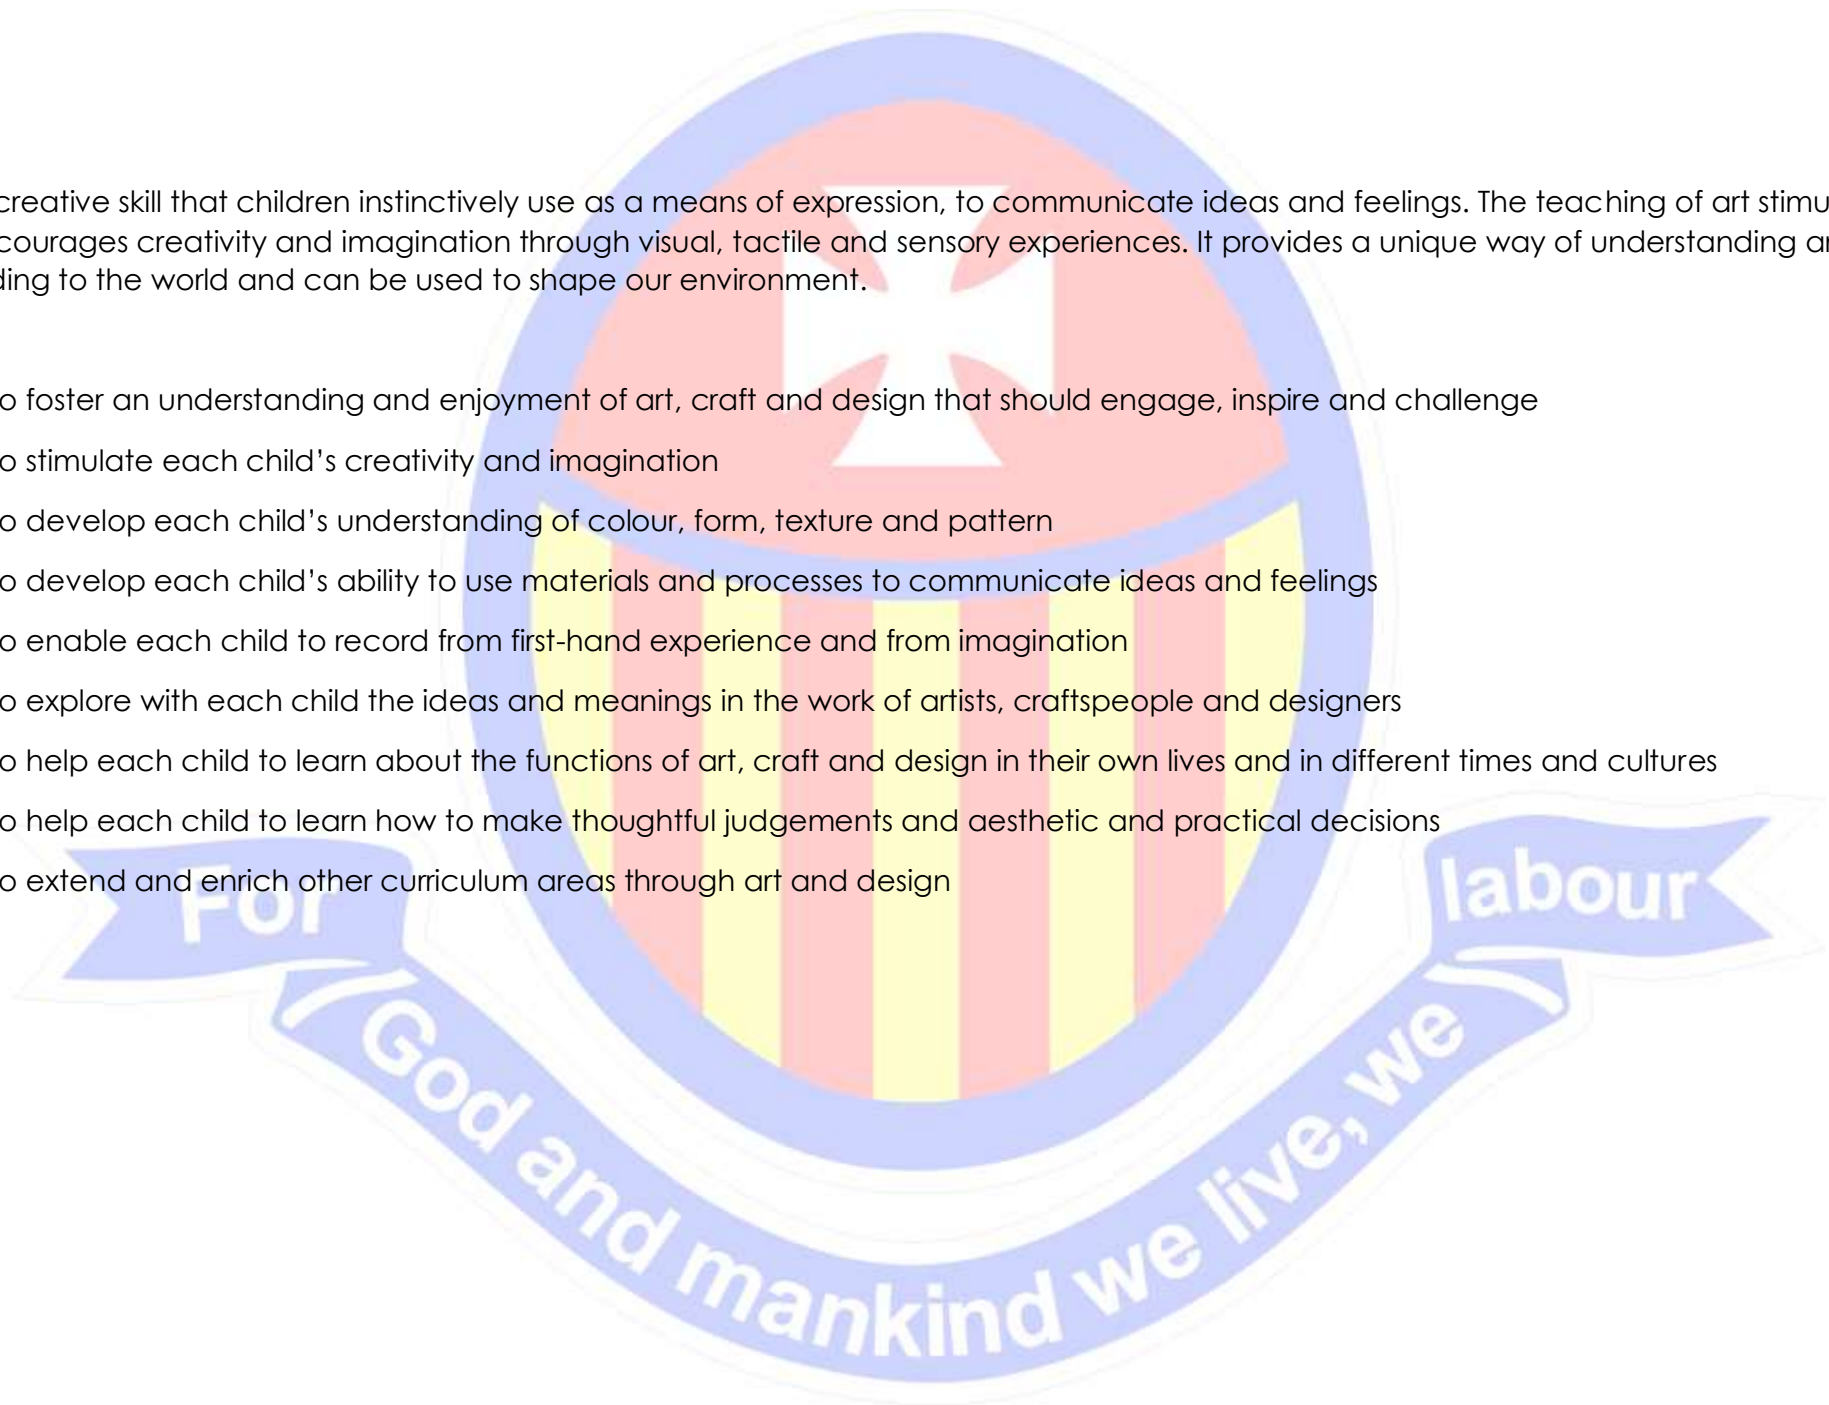 creative skill that children instinctively use as a means of expression, to communicate ideas and feelings. The teaching of art stimu
courages creativity and imagination through visual, tactile and sensory experiences. It provides a unique way of understanding
ding to the world and can be used to shape our environment.
o foster an understanding and enjoyment of art, craft and design that should engage, inspire and challenge
o stimulate each child's creativity and imagination
o develop each child's understanding of colour, form, texture and pattern
o develop each child's ability to use materials and processes to communicate ideas and feelings
o enable each child to record from first-hand experience and from imagination
o explore with each child the ideas and meanings in the work of artists, craftspeople and designers
o help each child to learn about the functions of art, craft and design in their own lives and in different times and cultures
o help each child to learn how to make thoughtful judgements and aesthetic and practical decisions
o extend and enrich other curriculum areas through art and design
For God and mankind we live, we labour